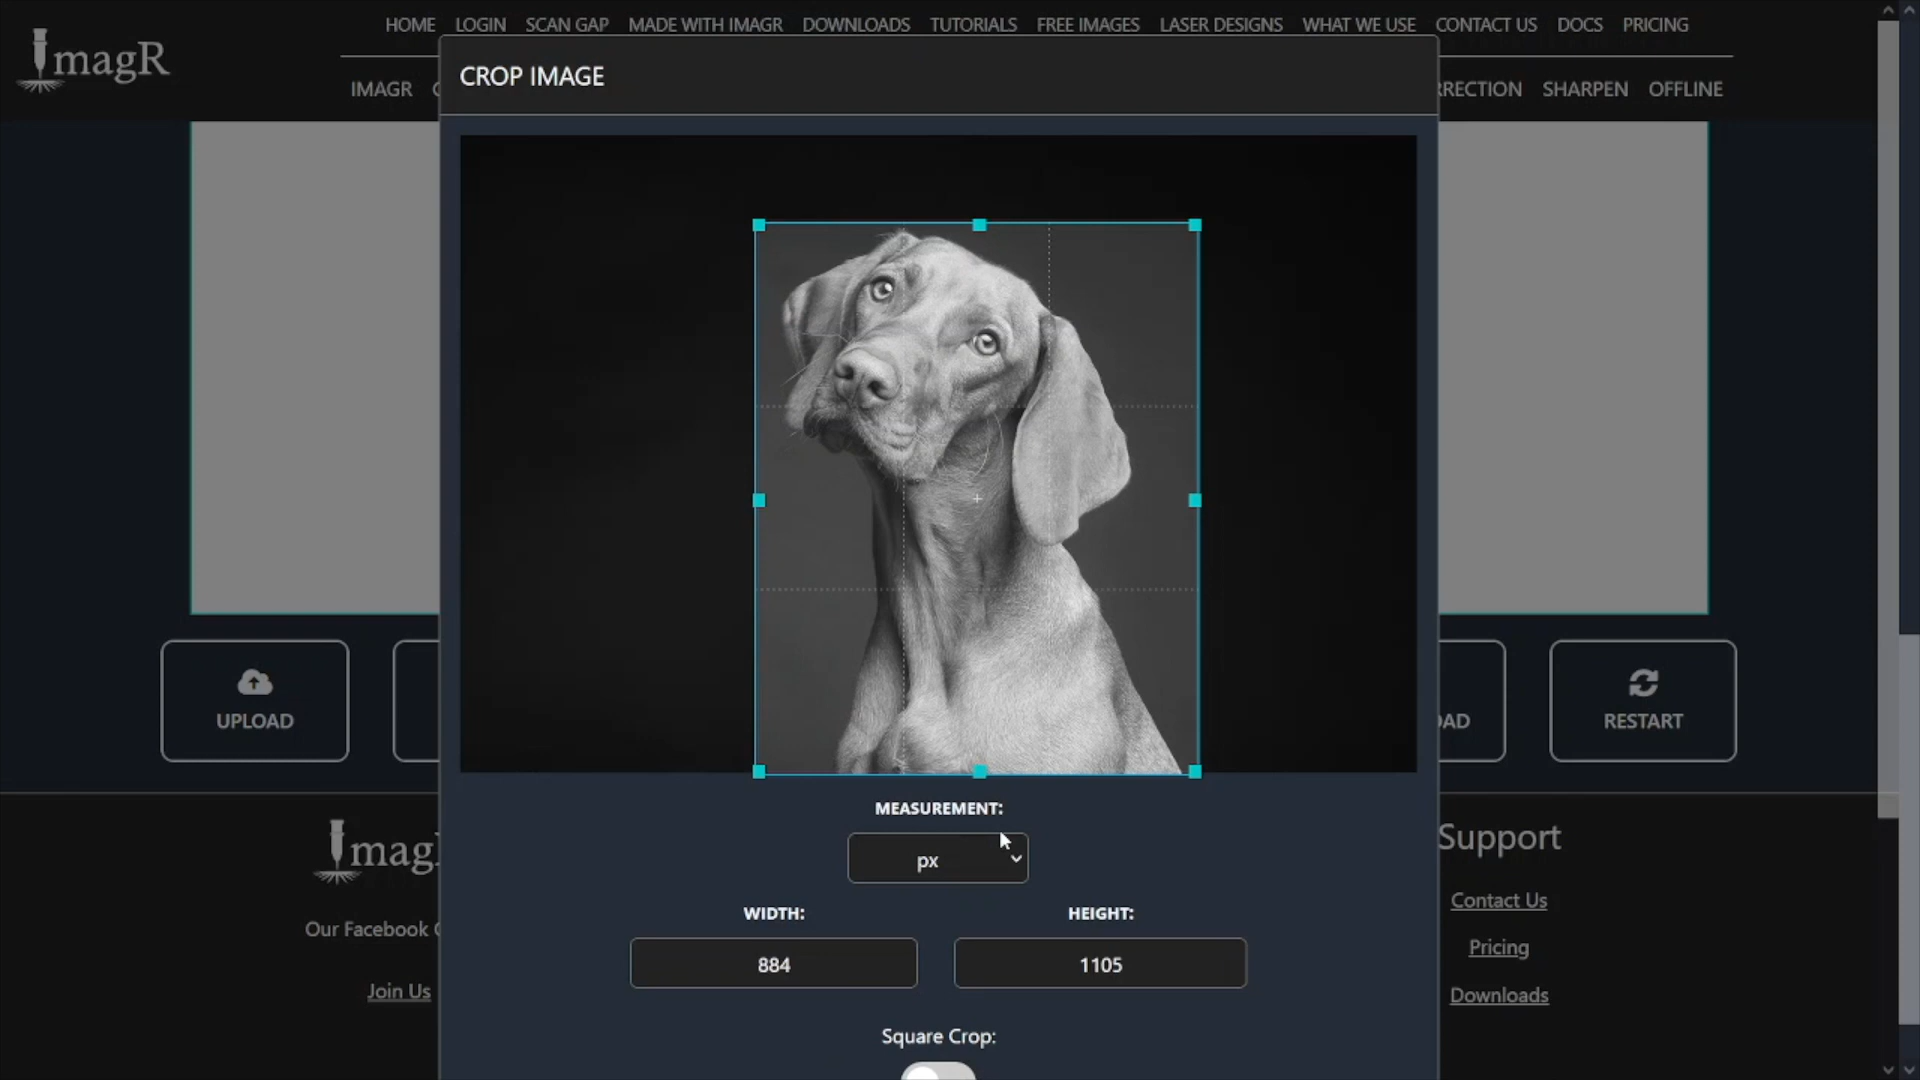 ImagR
HOME LOGIN SCAN GAP MADE WITH IMAGR DOWNLOADS TUTORIALS FREE IMAGES LASER DESIGNS WHAT WE USE CONTACT US DOCS PRICING
IMAGR RRECTION SHARPEN OFFLINE
CROP IMAGE
UPLOAD
AD
RESTART
MEASUREMENT:
px
WIDTH: HEIGHT:
884 1105
Square Crop:
Imag
Our Facebook
Join Us
Support
Contact Us
Pricing
Downloads